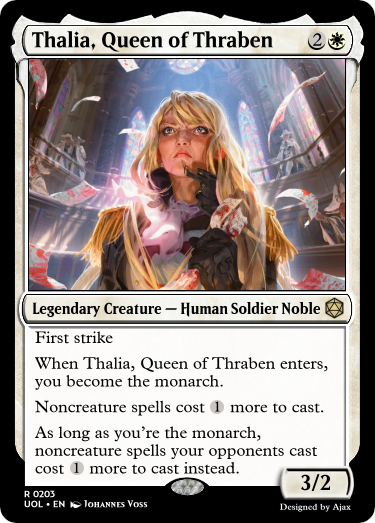 Thalia, Queen of Thraben 2
Legendary Creature — Human Soldier Noble
First strike
When Thalia, Queen of Thraben enters,
you become the monarch.
Noncreature spells cost 1 more to cast.
As long as you're the monarch,
noncreature spells your opponents cast
cost 1 more to cast instead.
3/2
R 0203
UOL • EN Johannes Voss
Designed by Ajax